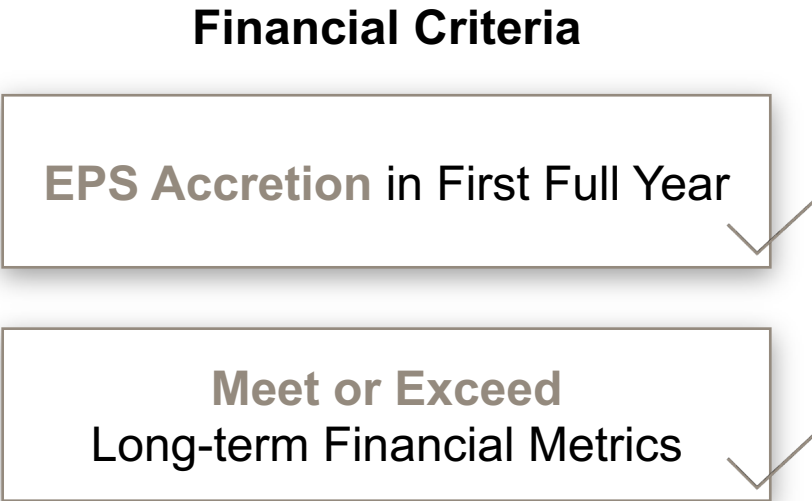 Financial Criteria
EPS Accretion in First Full Year
Meet or Exceed
Long-term Financial Metrics